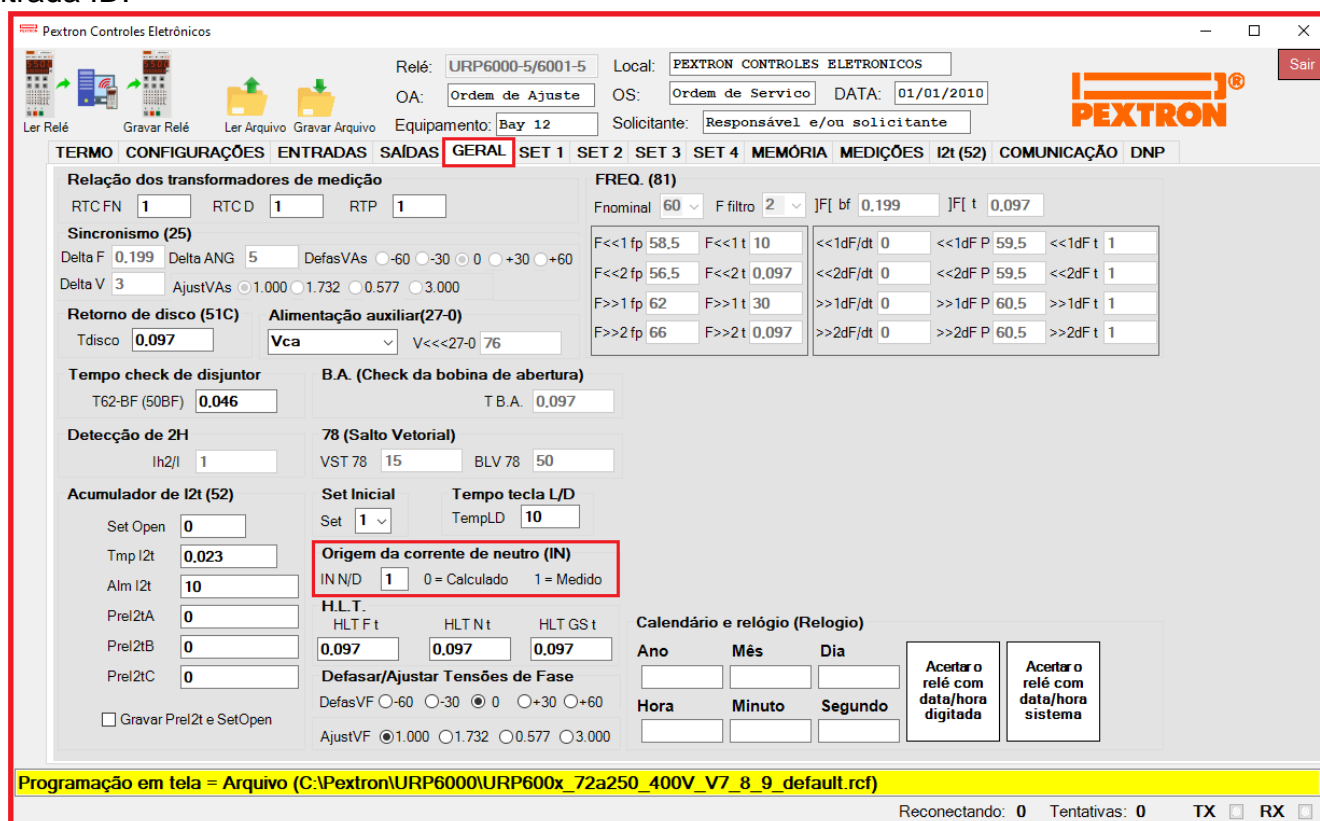 Pextron Controles Eletrônicos
Ler Relé Gravar Relé Ler Arquivo Gravar Arquivo
Relé: URP6000-5/6001-5 Local: PEXTRON CONTROLES ELETRONICOS Sair
OA: Ordem de Ajuste OS: Ordem de Servico DATA: 01/01/2010
Equipamento: Bay 12 Solicitante: Responsável e/ou solicitante
PEXTRON®
TERMO CONFIGURAÇÕES ENTRADAS SAÍDAS GERAL SET 1 SET 2 SET 3 SET 4 MEMÓRIA MEDIÇÕES I2t (52) COMUNICAÇÃO DNP
Relação dos transformadores de medição
RTC FN 1 RTC D 1 RTP 1
Sincronismo (25)
Delta F 0,199 Delta ANG 5 DefasVAs -60 -30 0 +30 +60
Delta V 3 AjustVAs 1.000 1.732 0.577 3.000
Retorno de disco (51C)
Tdisco 0,097
Alimentação auxiliar(27-0)
Vca V<<<27-0 76
FREQ. (81)
Fnominal 60 F filtro 2 ]F[ bf 0,199 ]F[ t 0,097
F<<1 fp 58,5 F<<1 t 10 <<1dF/dt 0 <<1dF P 59,5 <<1dF t 1
F<<2 fp 56,5 F<<2 t 0,097 <<2dF/dt 0 <<2dF P 59,5 <<2dF t 1
F>>1 fp 62 F>>1 t 30 >>1dF/dt 0 >>1dF P 60,5 >>1dF t 1
F>>2 fp 66 F>>2 t 0,097 >>2dF/dt 0 >>2dF P 60,5 >>2dF t 1
Tempo check de disjuntor
T62-BF (50BF) 0,046
B.A. (Check da bobina de abertura)
T B.A. 0,097
Detecção de 2H
Ih2/I 1
78 (Salto Vetorial)
VST 78 15 BLV 78 50
Acumulador de I2t (52)
Set Open 0
Tmp I2t 0,023
Alm I2t 10
PreI2tA 0
PreI2tB 0
PreI2tC 0
Gravar PreI2t e SetOpen
Set Inicial
Set 1
Tempo tecla L/D
TempLD 10
Origem da corrente de neutro (IN)
IN N/D 1 0 = Calculado 1 = Medido
H.L.T.
HLT F t HLT N t HLT GS t
0,097 0,097 0,097
Defasar/Ajustar Tensões de Fase
DefasVF -60 -30 0 +30 +60
AjustVF 1.000 1.732 0.577 3.000
Calendário e relógio (Relogio)
Ano Mês Dia
Hora Minuto Segundo
Acertar o
relé com
data/hora
digitada
Acertar o
relé com
data/hora
sistema
Programação em tela = Arquivo (C:\Pextron\URP6000\URP600x_72a250_400V_V7_8_9_default.rcf)
Reconectando: 0 Tentativas: 0 TX RX